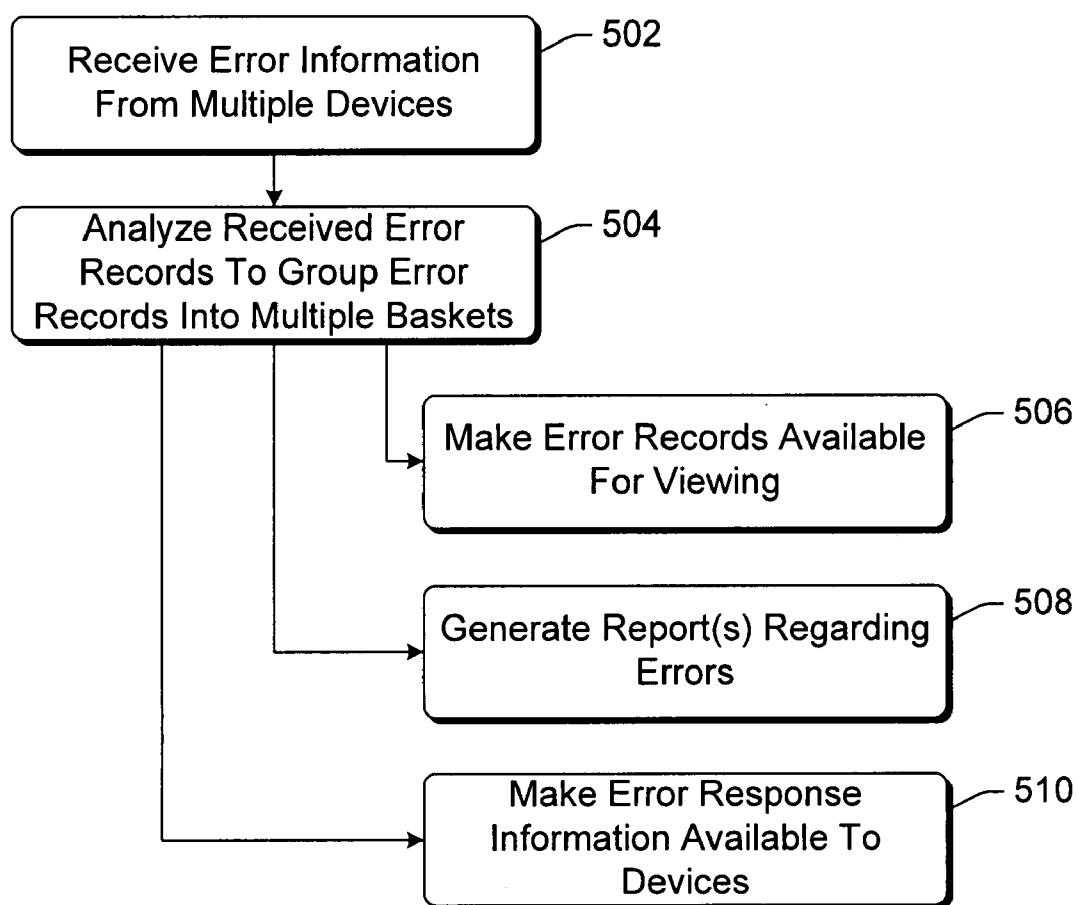 Receive Error Information
From Multiple Devices
502
Analyze Received Error
Records To Group Error
Records Into Multiple Baskets
504
Make Error Records Available
For Viewing
506
Generate Report(s) Regarding
Errors
508
Make Error Response
Information Available To
Devices
510